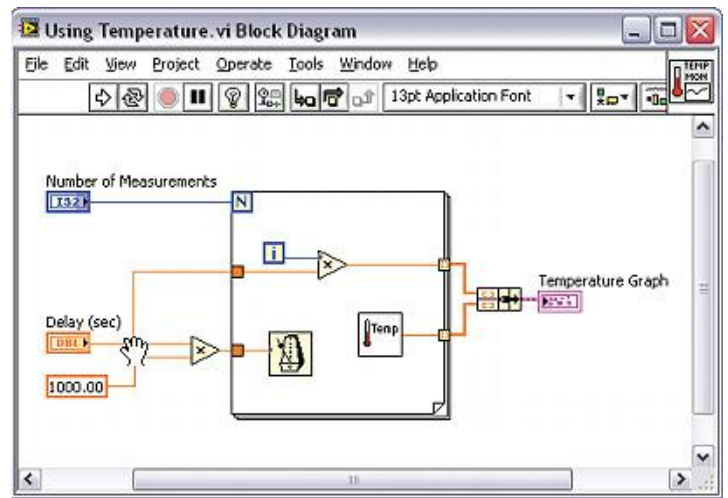 Using Temperature.vi Block Diagram
File Edit View Project Operate Tools Window Help
TEMP
MON
13pt Application Font
Number of Measurements
I32
N
i
x
Temperature Graph
Delay (sec)
DBL
x
Temp
1000.00